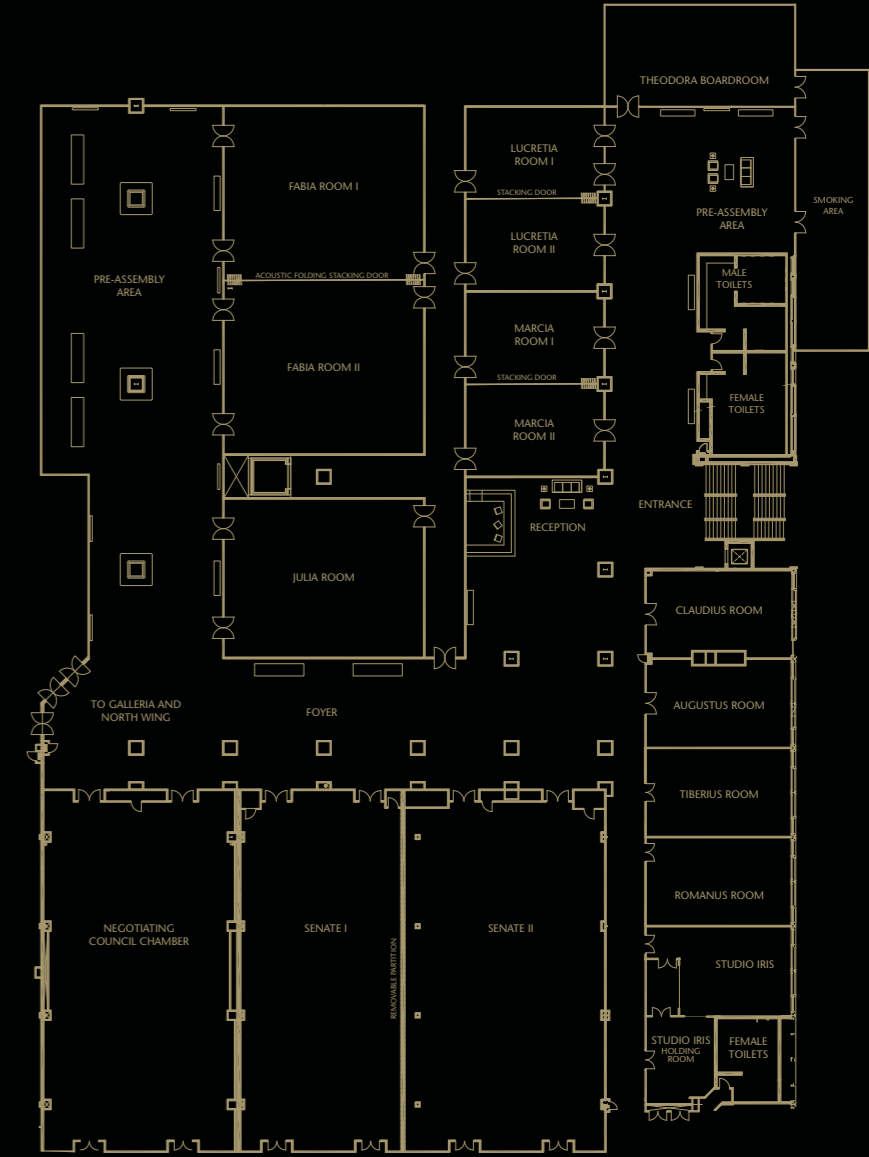 THEODORA BOARDROOM
LUCRETIA
ROOM I
FABIA ROOM I
STACKING DOOR
SMOKING
AREA
PRE-ASSEMBLY
AREA
LUCRETIA
ROOM II
PRE-ASSEMBLY
AREA
ACOUSTIC FOLDING STACKING DOOR
MALE
TOILETS
MARCIA
ROOM I
FABIA ROOM II
STACKING DOOR
FEMALE
TOILETS
MARCIA
ROOM II
ENTRANCE
RECEPTION
JULIA ROOM
CLAUDIUS ROOM
TO GALLERIA AND
NORTH WING
FOYER
AUGUSTUS ROOM
TIBERIUS ROOM
ROMANUS ROOM
NEGOTIATING
COUNCIL CHAMBER
SENATE I
REMOVABLE PARTITION
SENATE II
STUDIO IRIS
STUDIO IRIS
HOLDING
ROOM
FEMALE
TOILETS